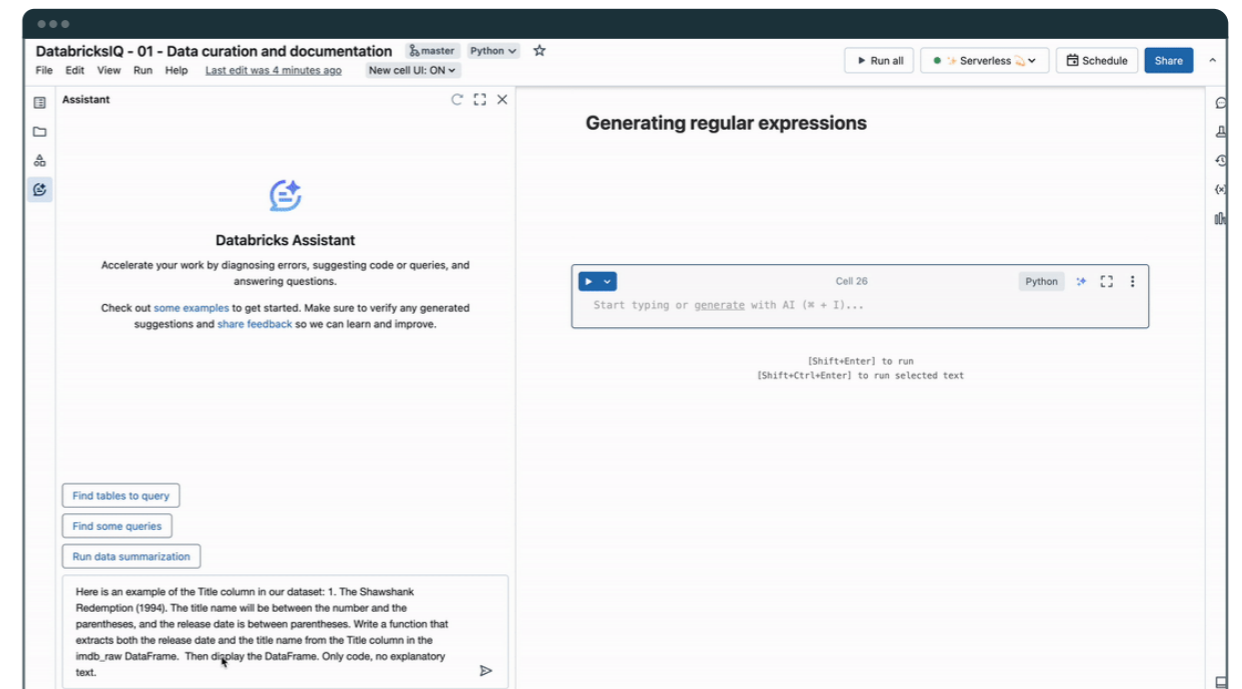 DatabricksIQ - 01 - Data curation and documentation master Python
File Edit View Run Help Last edit was 4 minutes ago New cell UI: ON
Run all Serverless Schedule Share
Assistant
Databricks Assistant
Accelerate your work by diagnosing errors, suggesting code or queries, and
answering questions.
Check out some examples to get started. Make sure to verify any generated
suggestions and share feedback so we can learn and improve.
Find tables to query
Find some queries
Run data summarization
Here is an example of the Title column in our dataset: 1. The Shawshank
Redemption (1994). The title name will be between the number and the
parentheses, and the release date is between parentheses. Write a function that
extracts both the release date and the title name from the Title column in the
imdb_raw DataFrame. Then display the DataFrame. Only code, no explanatory
text.
Generating regular expressions
Cell 26
Python
Start typing or generate with AI (⌘ + I)...
[Shift+Enter] to run
[Shift+Ctrl+Enter] to run selected text